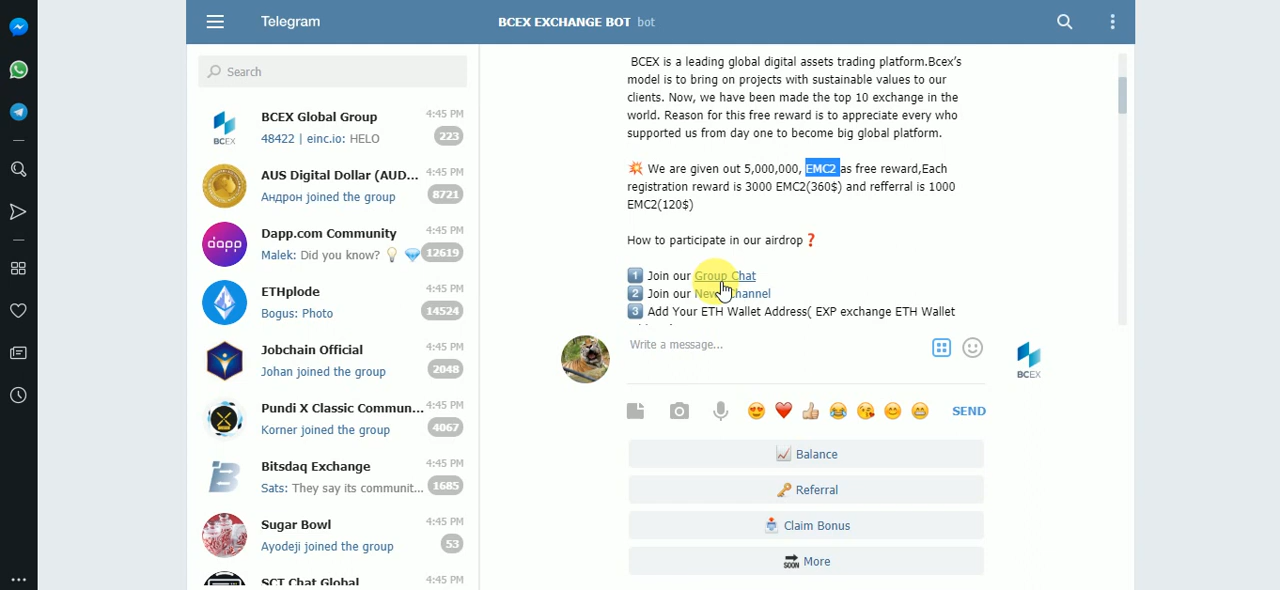 Telegram
BCEX EXCHANGE BOT bot
Search
BCEX Global Group 4:45 PM
48422 | einc.io: HELO 223
BCEX
AUS Digital Dollar (AUD... 4:45 PM
Андрон joined the group 8721
Dapp.com Community 4:45 PM
Malek: Did you know? 💡 💎 12619
dapp
ETHplode 4:45 PM
Bogus: Photo 14524
Jobchain Official 4:45 PM
Johan joined the group 2048
Pundi X Classic Commun... 4:45 PM
Korner joined the group 4067
Bitsdaq Exchange 4:45 PM
Sats: They say its communit... 1685
Sugar Bowl 4:45 PM
Ayodeji joined the group 53
SCT Chat Global 4:45 PM
BCEX is a leading global digital assets trading platform.Bcex's
model is to bring on projects with sustainable values to our
clients. Now, we have been made the top 10 exchange in the
world. Reason for this free reward is to appreciate every who
supported us from day one to become big global platform.
💥 We are given out 5,000,000, EMC2 as free reward,Each
registration reward is 3000 EMC2(360$) and refferral is 1000
EMC2(120$)
How to participate in our airdrop ❓
1️⃣ Join our Group Chat
2️⃣ Join our News Channel
3️⃣ Add Your ETH Wallet Address( EXP exchange ETH Wallet
Write a message...
BCEX
SEND
📈 Balance
🔑 Referral
📩 Claim Bonus
🔜 More